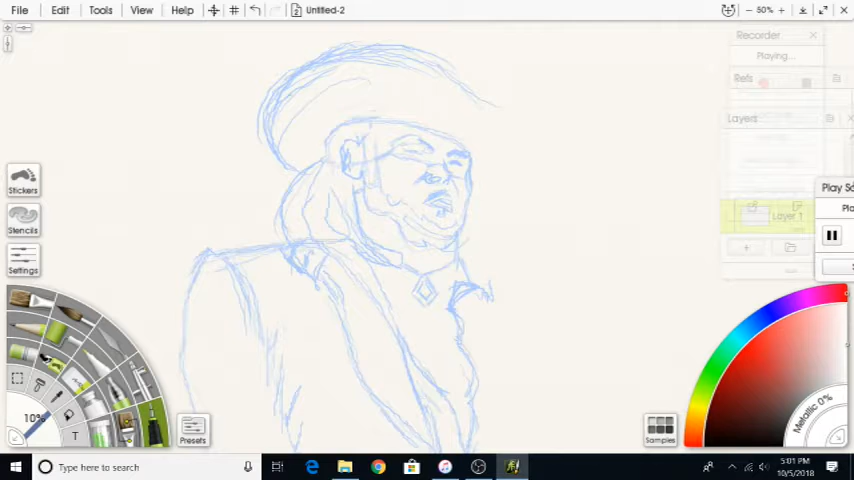 File Edit Tools View Help Untitled-2 50%
Recorder
Playing...
Refs
Layers
Layer 1
Play
Stickers
Stencils
Settings
10%
T
Presets
Samples
Metallic 0%
Type here to search
5:01 PM
10/5/2018